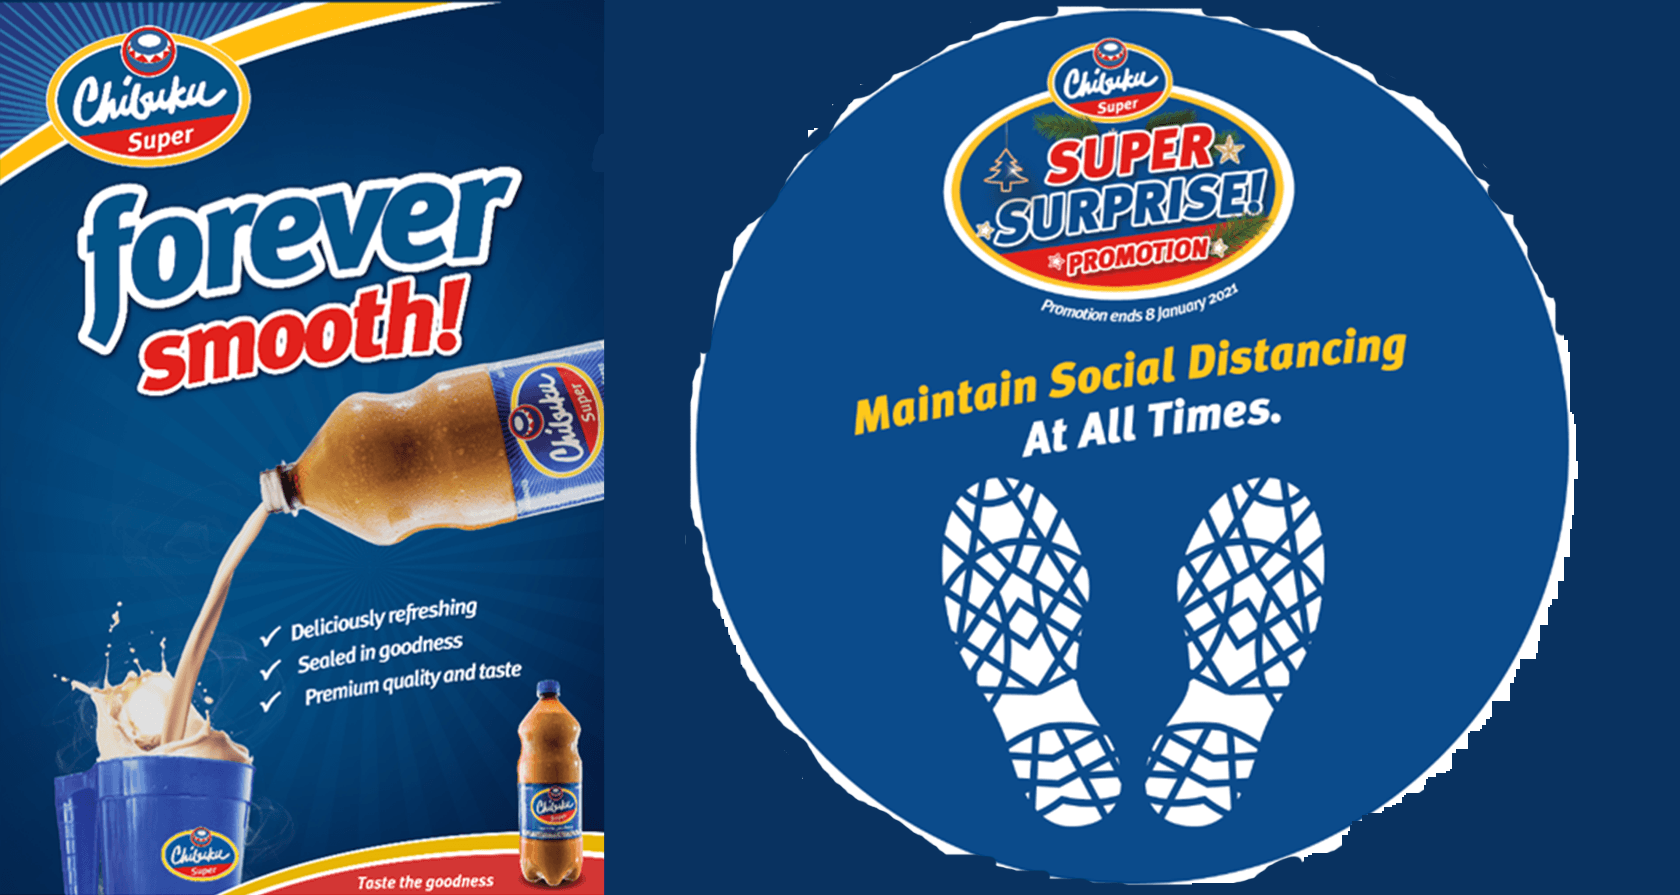 Chibuku
Super
forever
smooth!
Chibuku
Super
Deliciously refreshing
Sealed in goodness
Premium quality and taste
Chibuku
Super
Chibuku
Super
Taste the goodness
Chibuku
Super
SUPER
SURPRISE!
PROMOTION
Promotion ends 8 January 2021
Maintain Social Distancing
At All Times.